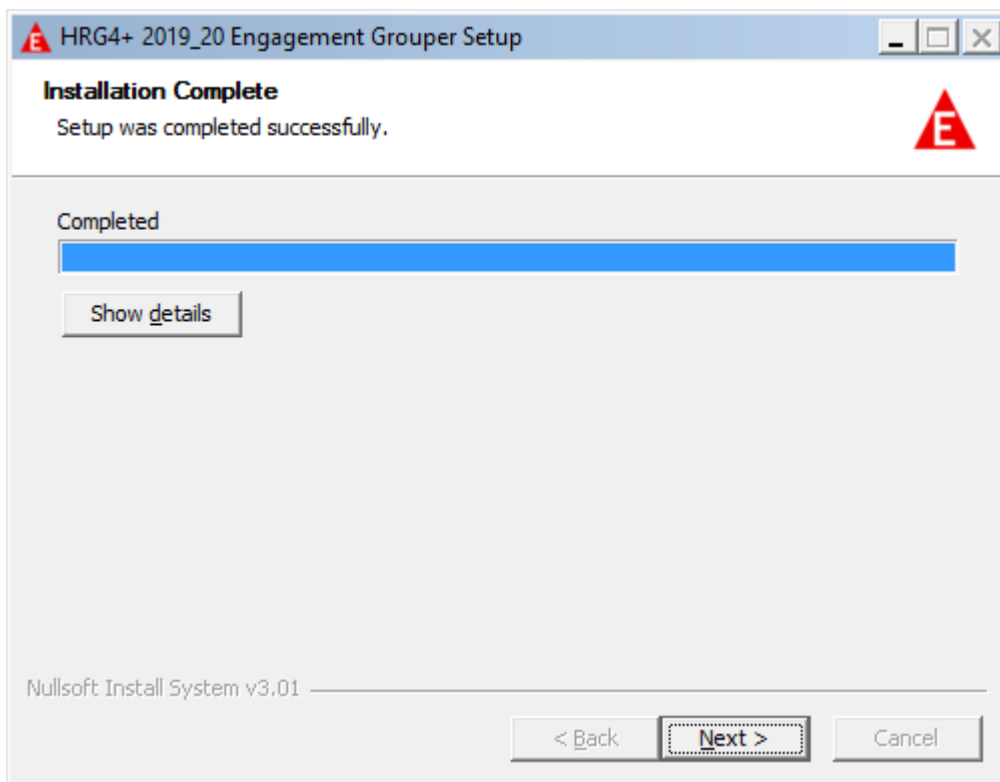 E HRG4+ 2019_20 Engagement Grouper Setup
Installation Complete
Setup was completed successfully.
E
Completed
Show details
Nullsoft Install System v3.01
< Back Next > Cancel